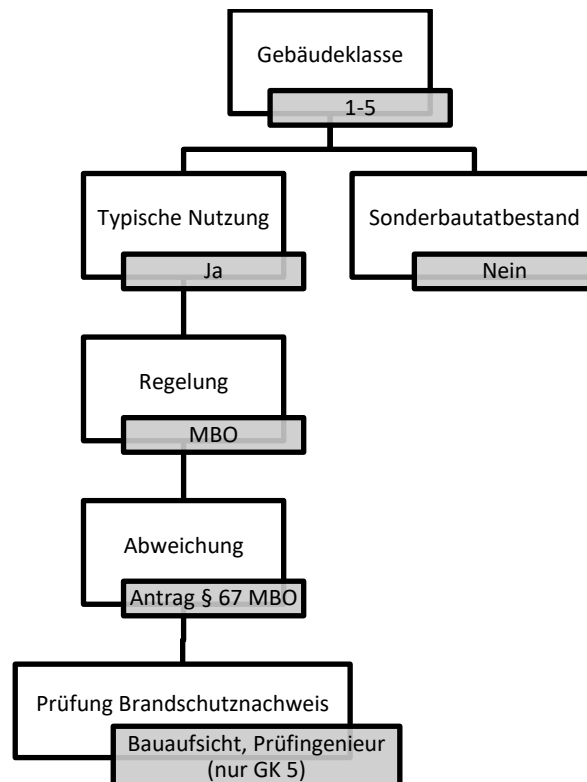 Gebäudeklasse
1-5
Typische Nutzung
Ja
Sonderbautatbestand
Nein
Regelung
MBO
Abweichung
Antrag § 67 MBO
Prüfung Brandschutznachweis
Bauaufsicht, Prüfingenieur
(nur GK 5)